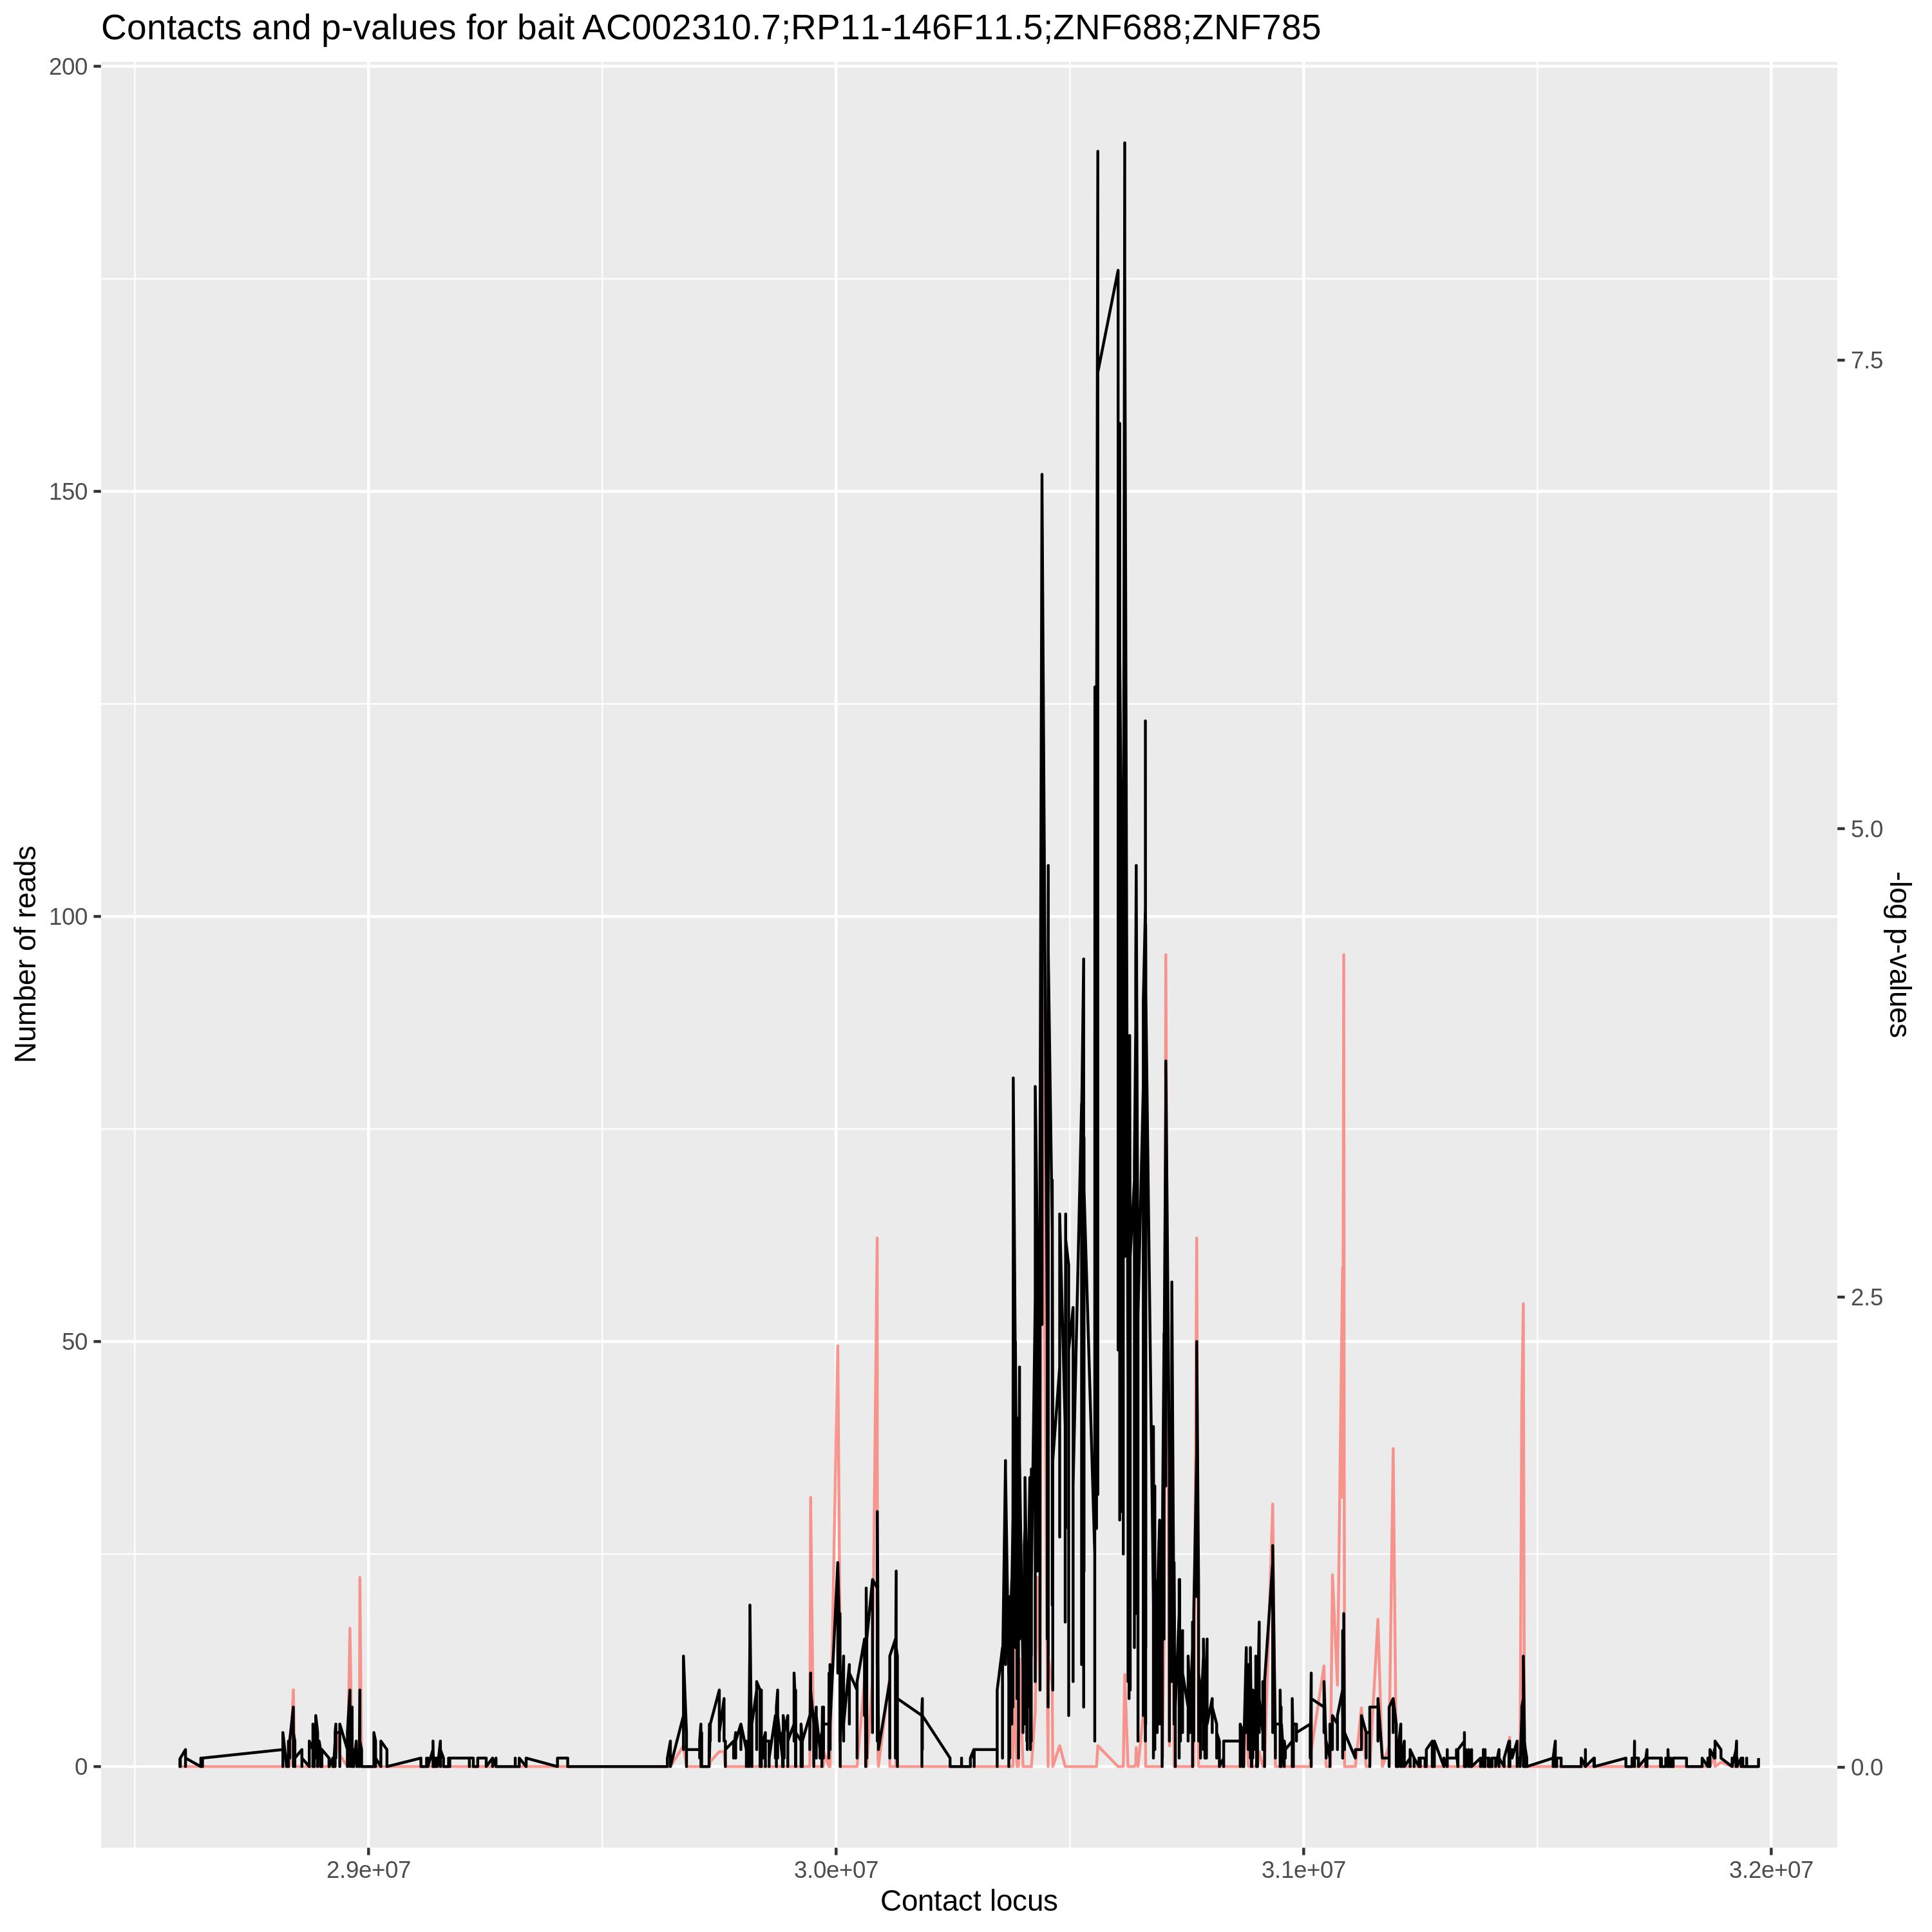 Contacts and p-values for bait AC002310.7;RP11-146F11.5;ZNF688;ZNF785
200
150
100
50
0
Number of reads
7.5
5.0
2.5
0.0
-log p-values
2.9e+07 3.0e+07 3.1e+07 3.2e+07
Contact locus